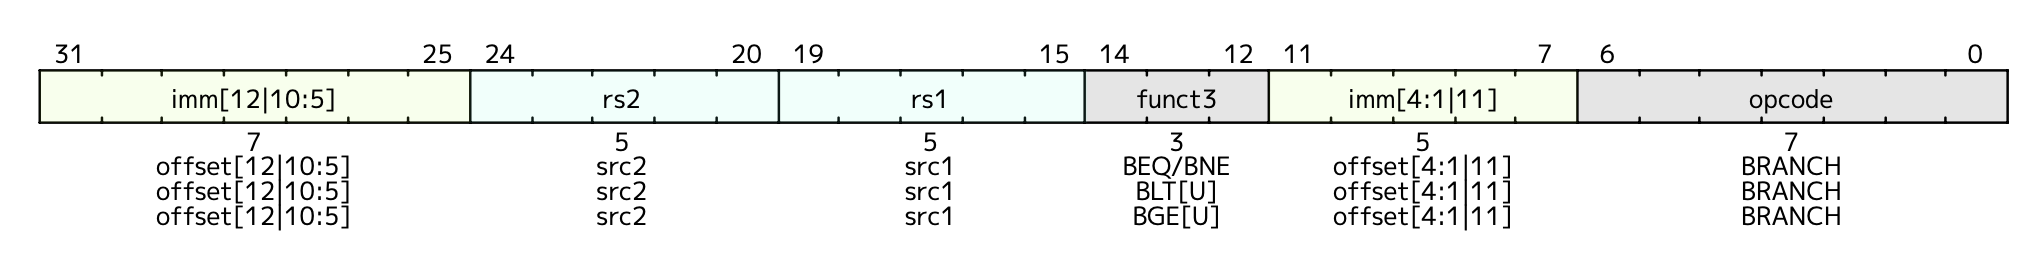 31 25 24 20 19 15 14 12 11 7 6 0
imm[12|10:5] rs2 rs1 funct3 imm[4:1|11] opcode
7 5 5 3 5 7
offset[12|10:5] src2 src1 BEQ/BNE offset[4:1|11] BRANCH
offset[12|10:5] src2 src1 BLT[U] offset[4:1|11] BRANCH
offset[12|10:5] src2 src1 BGE[U] offset[4:1|11] BRANCH